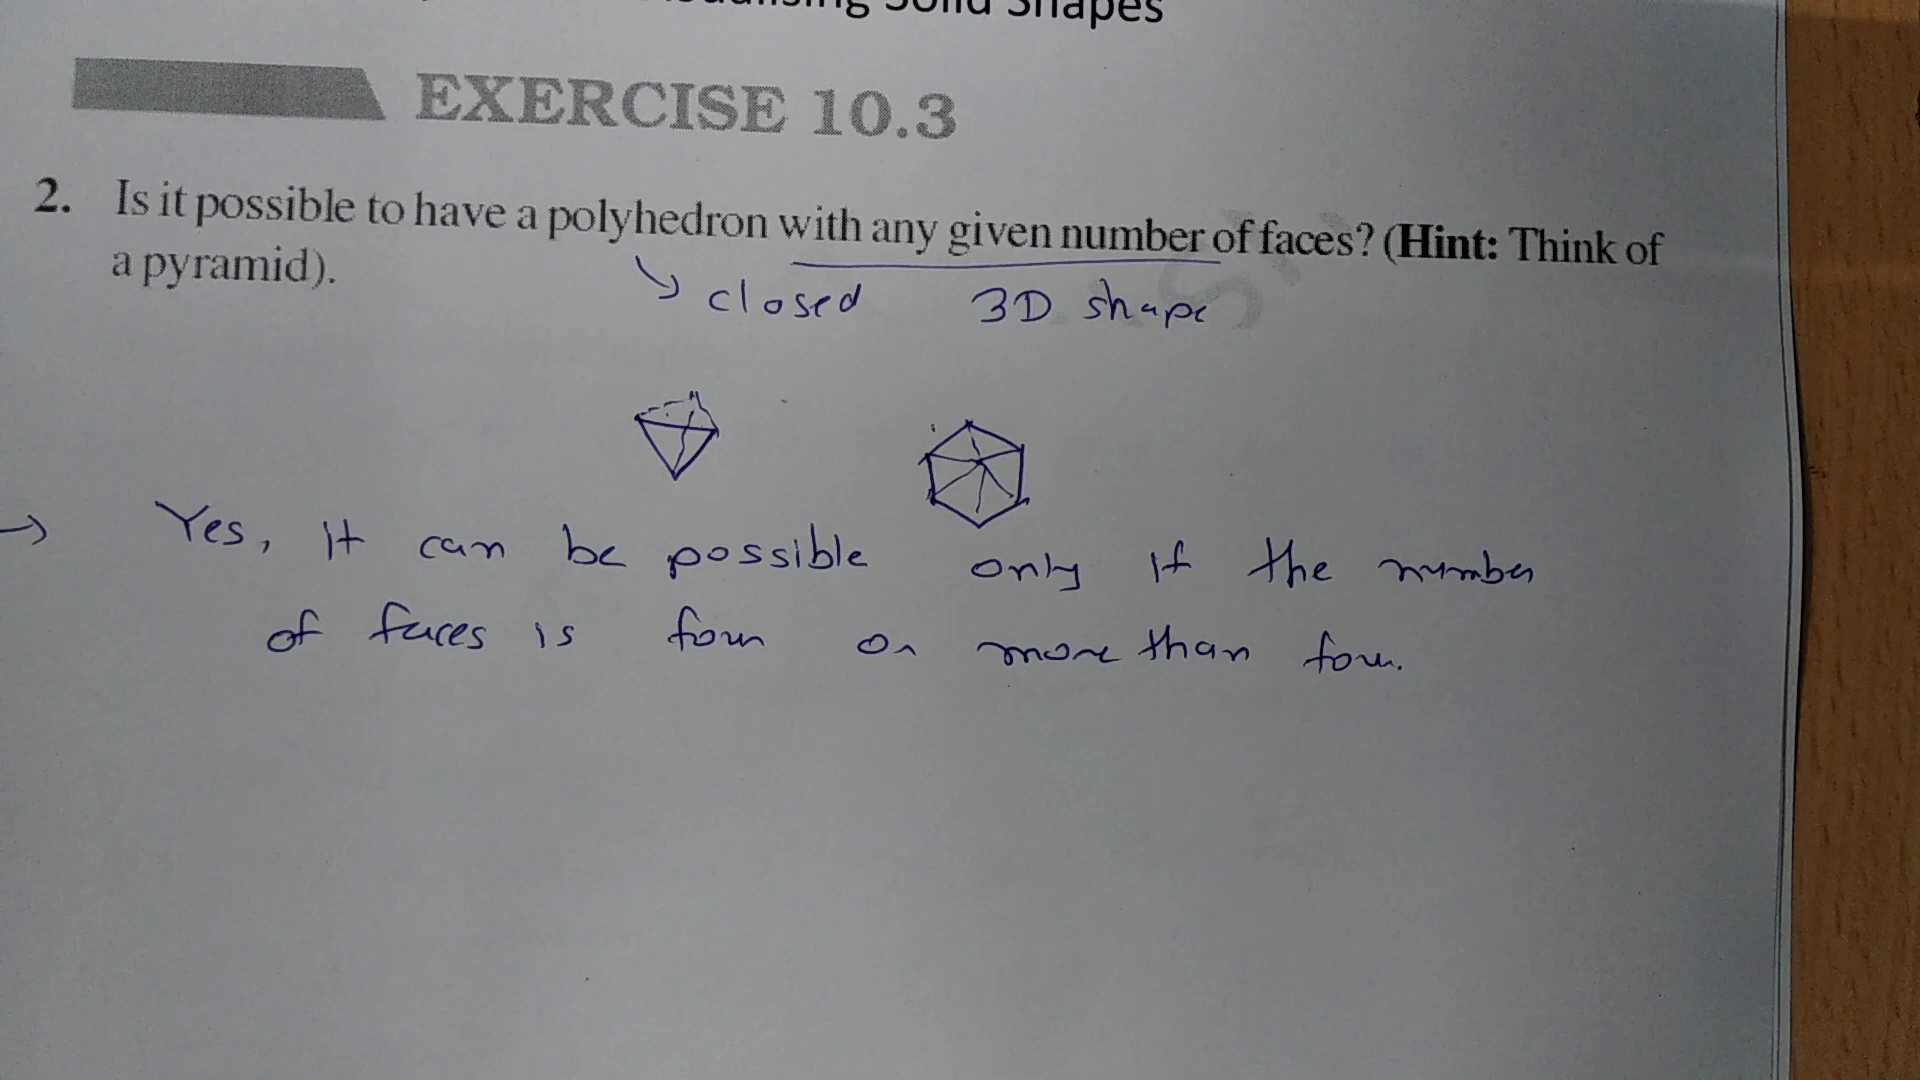 Solid Shapes
EXERCISE 10.3
2. Is it possible to have a polyhedron with any given number of faces? (Hint: Think of
a pyramid).
closed 3D shape
→ Yes, it can be possible only if the number
of faces is four or more than four.